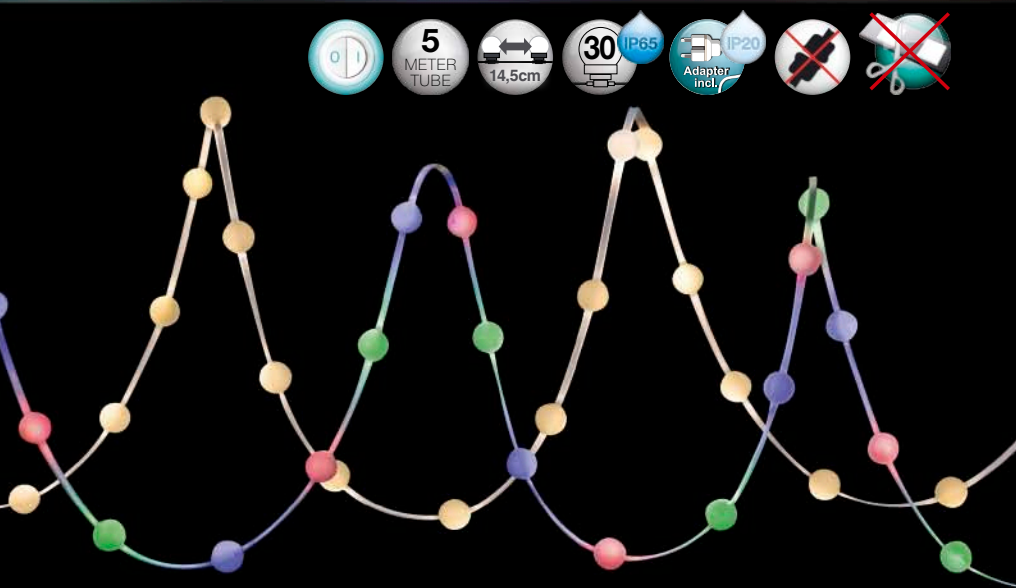 0 I
5
METER
TUBE
14,5cm
30
IP65
Adapter
incl.
IP20